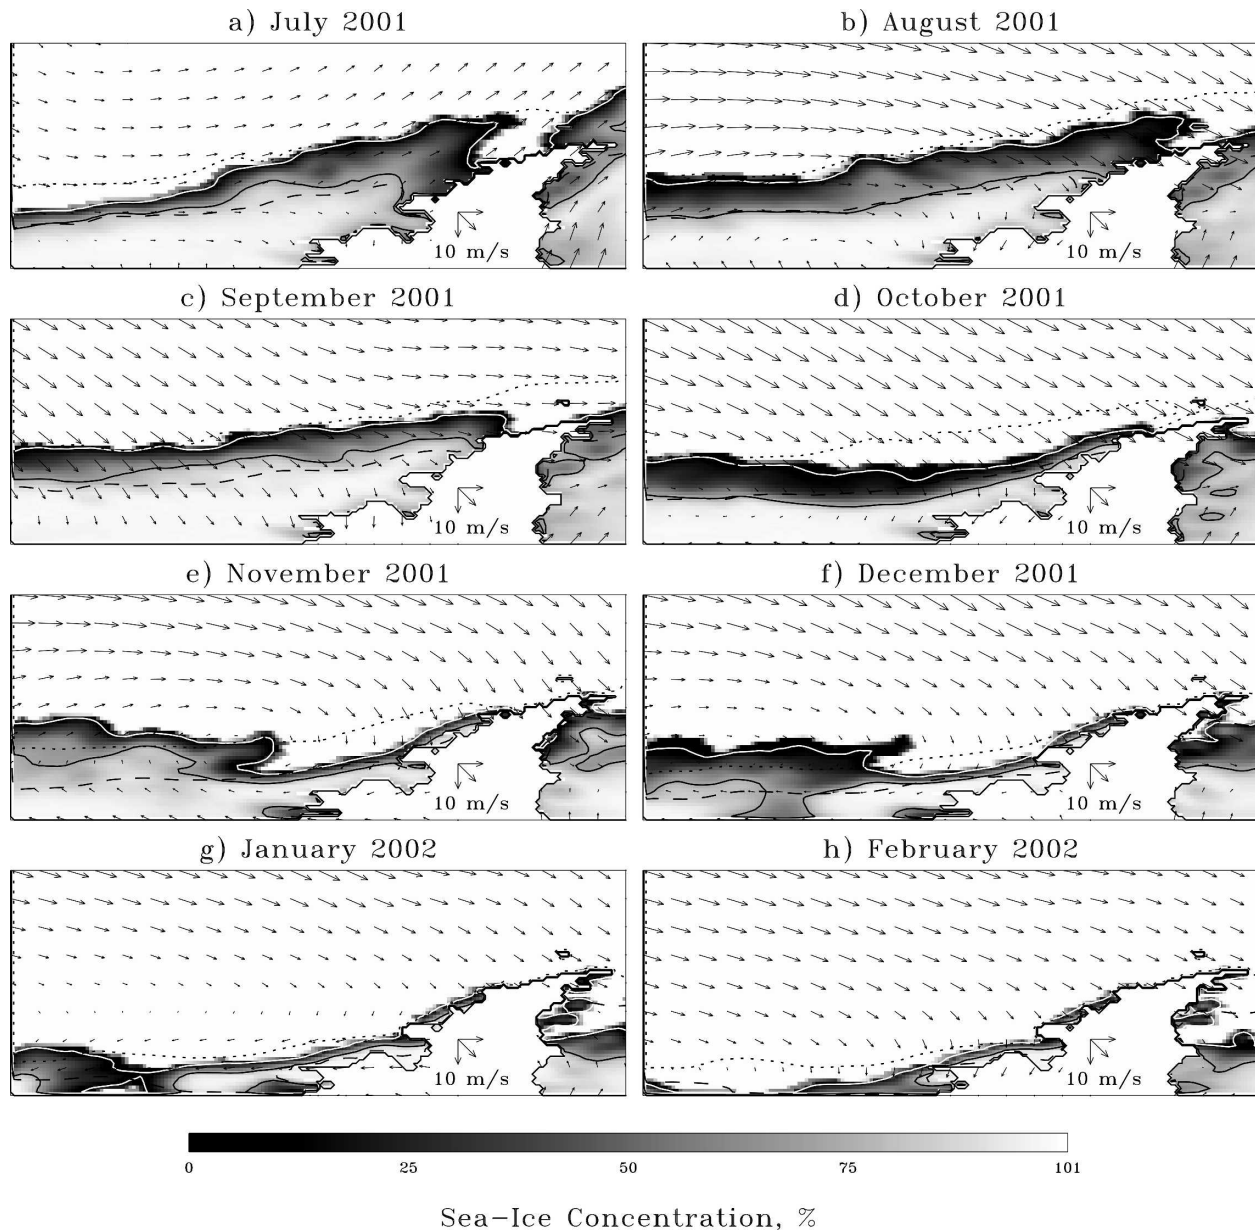 a) July 2001
b) August 2001
10 m/s
10 m/s
c) September 2001
d) October 2001
10 m/s
10 m/s
e) November 2001
f) December 2001
10 m/s
10 m/s
g) January 2002
h) February 2002
10 m/s
10 m/s
0 25 50 75 101
Sea-Ice Concentration, %